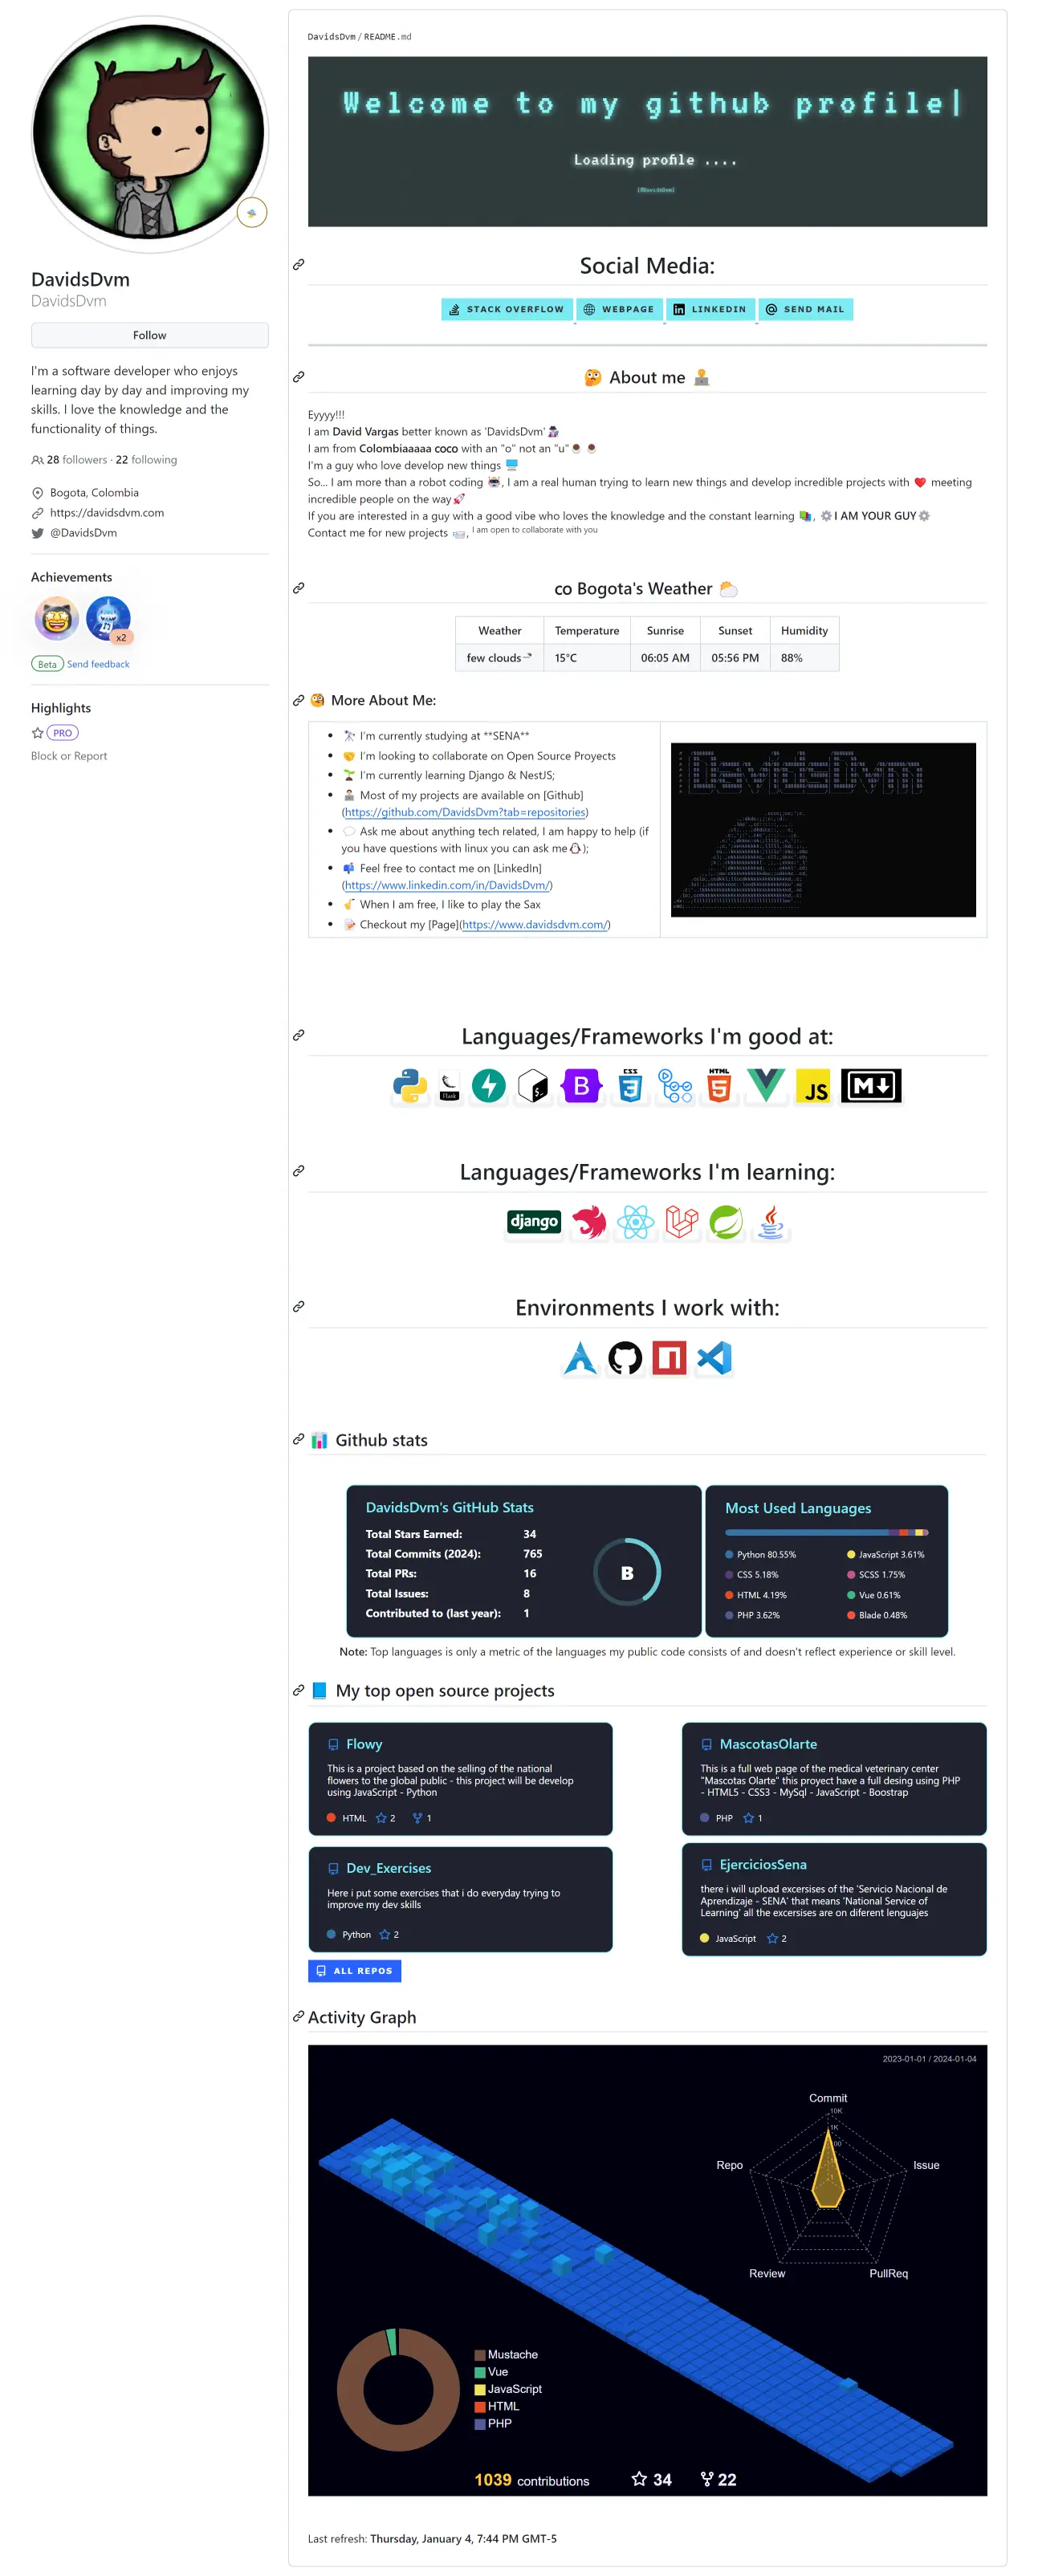 DavidsDvm
DavidsDvm
Follow
I'm a software developer who enjoys
learning day by day and improving my
skills. I love the knowledge and the
functionality of things.
28 followers · 22 following
Bogota, Colombia
https://davidsdvm.com
@DavidsDvm
Achievements
x2
Beta Send feedback
Highlights
PRO
Block or Report
DavidsDvm / README.md
Welcome to my github profile|
Loading profile ....
[@DavidsDvm]
Social Media:
STACK OVERFLOW WEBPAGE LINKEDIN SEND MAIL
About me
Eyyyy!!!
I am David Vargas better known as 'DavidsDvm'
I am from Colombiaaaaa CO CO with an "o" not an "u"
I'm a guy who love develop new things
So... I am more than a robot coding , I am a real human trying to learn new things and develop incredible projects with meeting
incredible people on the way
If you are interested in a guy with a good vibe who loves the knowledge and the constant learning , I AM YOUR GUY
Contact me for new projects , I am open to collaborate with you
CO Bogota's Weather
Weather Temperature Sunrise Sunset Humidity
few clouds 15°C 06:05 AM 05:56 PM 88%
More About Me:
I'm currently studying at **SENA**
I'm looking to collaborate on Open Source Proyects
I'm currently learning Django & NestJS;
Most of my projects are available on [Github]
(https://github.com/DavidsDvm?tab=repositories)
Ask me about anything tech related, I am happy to help (if
you have questions with linux you can ask me );
Feel free to contact me on [LinkedIn]
(https://www.linkedin.com/in/DavidsDvm/)
When I am free, I like to play the Sax
Checkout my [Page](https://www.davidsdvm.com/)
Languages/Frameworks I'm good at:
Flask
$_
B
CSS 3
HTML 5
JS
M
Languages/Frameworks I'm learning:
django
Environments I work with:
Github stats
DavidsDvm's GitHub Stats
Total Stars Earned: 34
Total Commits (2024): 765
Total PRs: 16
Total Issues: 8
Contributed to (last year): 1
B
Most Used Languages
Python 80.55% JavaScript 3.61%
CSS 5.18% SCSS 1.75%
HTML 4.19% Vue 0.61%
PHP 3.62% Blade 0.48%
Note: Top languages is only a metric of the languages my public code consists of and doesn't reflect experience or skill level.
My top open source projects
Flowy
This is a project based on the selling of the national
flowers to the global public - this project will be develop
using JavaScript - Python
HTML 2 1
MascotasOlarte
This is a full web page of the medical veterinary center
"Mascotas Olarte" this proyect have a full desing using PHP
- HTML5 - CSS3 - MySql - JavaScript - Boostrap
PHP 1
Dev_Exercises
Here i put some exercises that i do everyday trying to
improve my dev skills
Python 2
EjerciciosSena
there i will upload excersises of the 'Servicio Nacional de
Aprendizaje - SENA' that means 'National Service of
Learning' all the excersises are on diferent lenguajes
JavaScript 2
ALL REPOS
Activity Graph
2023-01-01 / 2024-01-04
Commit
10K
1K
Repo
Issue
1
Review
PullReq
Mustache
Vue
JavaScript
HTML
PHP
1039 contributions 34 22
Last refresh: Thursday, January 4, 7:44 PM GMT-5